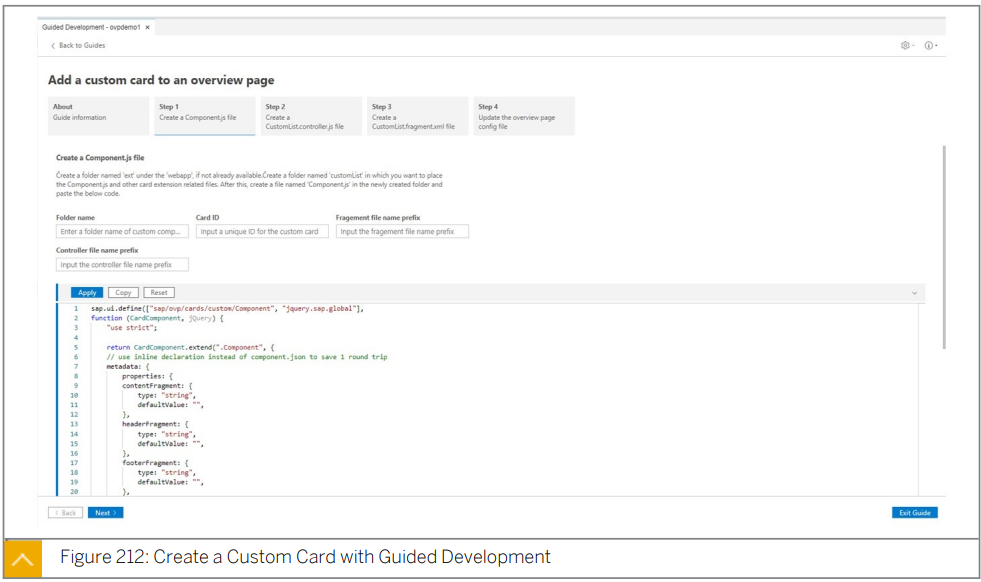 Guided Development - ovpdemo1 ×
Back to Guides
Add a custom card to an overview page
About
Guide information
Step 1
Create a Component.js file
Step 2
Create a
CustomList.controller.js file
Step 3
Create a
CustomList.fragment.xml file
Step 4
Update the overview page
config file
Create a Component.js file
Create a folder named 'ext' under the 'webapp', if not already available.Create a folder named 'customList' in which you want to place
the Component.js and other card extension related files. After this, create a file named 'Component.js' in the newly created folder and
paste the below code.
Folder name
Card ID
Fragement file name prefix
Enter a folder name of custom comp...
Input a unique ID for the custom card
Input the fragement file name prefix
Controller file name prefix
Input the controller file name prefix
Apply Copy Reset
1 sap.ui.define(["sap/ovp/cards/custom/Component", "jquery.sap.global"],
2 function (CardComponent, jQuery) {
3 "use strict";
4
5 return CardComponent.extend(".Component", {
6 // use inline declaration instead of component.json to save 1 round trip
7 metadata: {
8 properties: {
9 contentFragment: {
10 type: "string",
11 defaultValue: "",
12 },
13 headerFragment: {
14 type: "string",
15 defaultValue: "",
16 },
17 footerFragment: {
18 type: "string",
19 defaultValue: "",
20 },
Back Next Exit Guide
Figure 212: Create a Custom Card with Guided Development